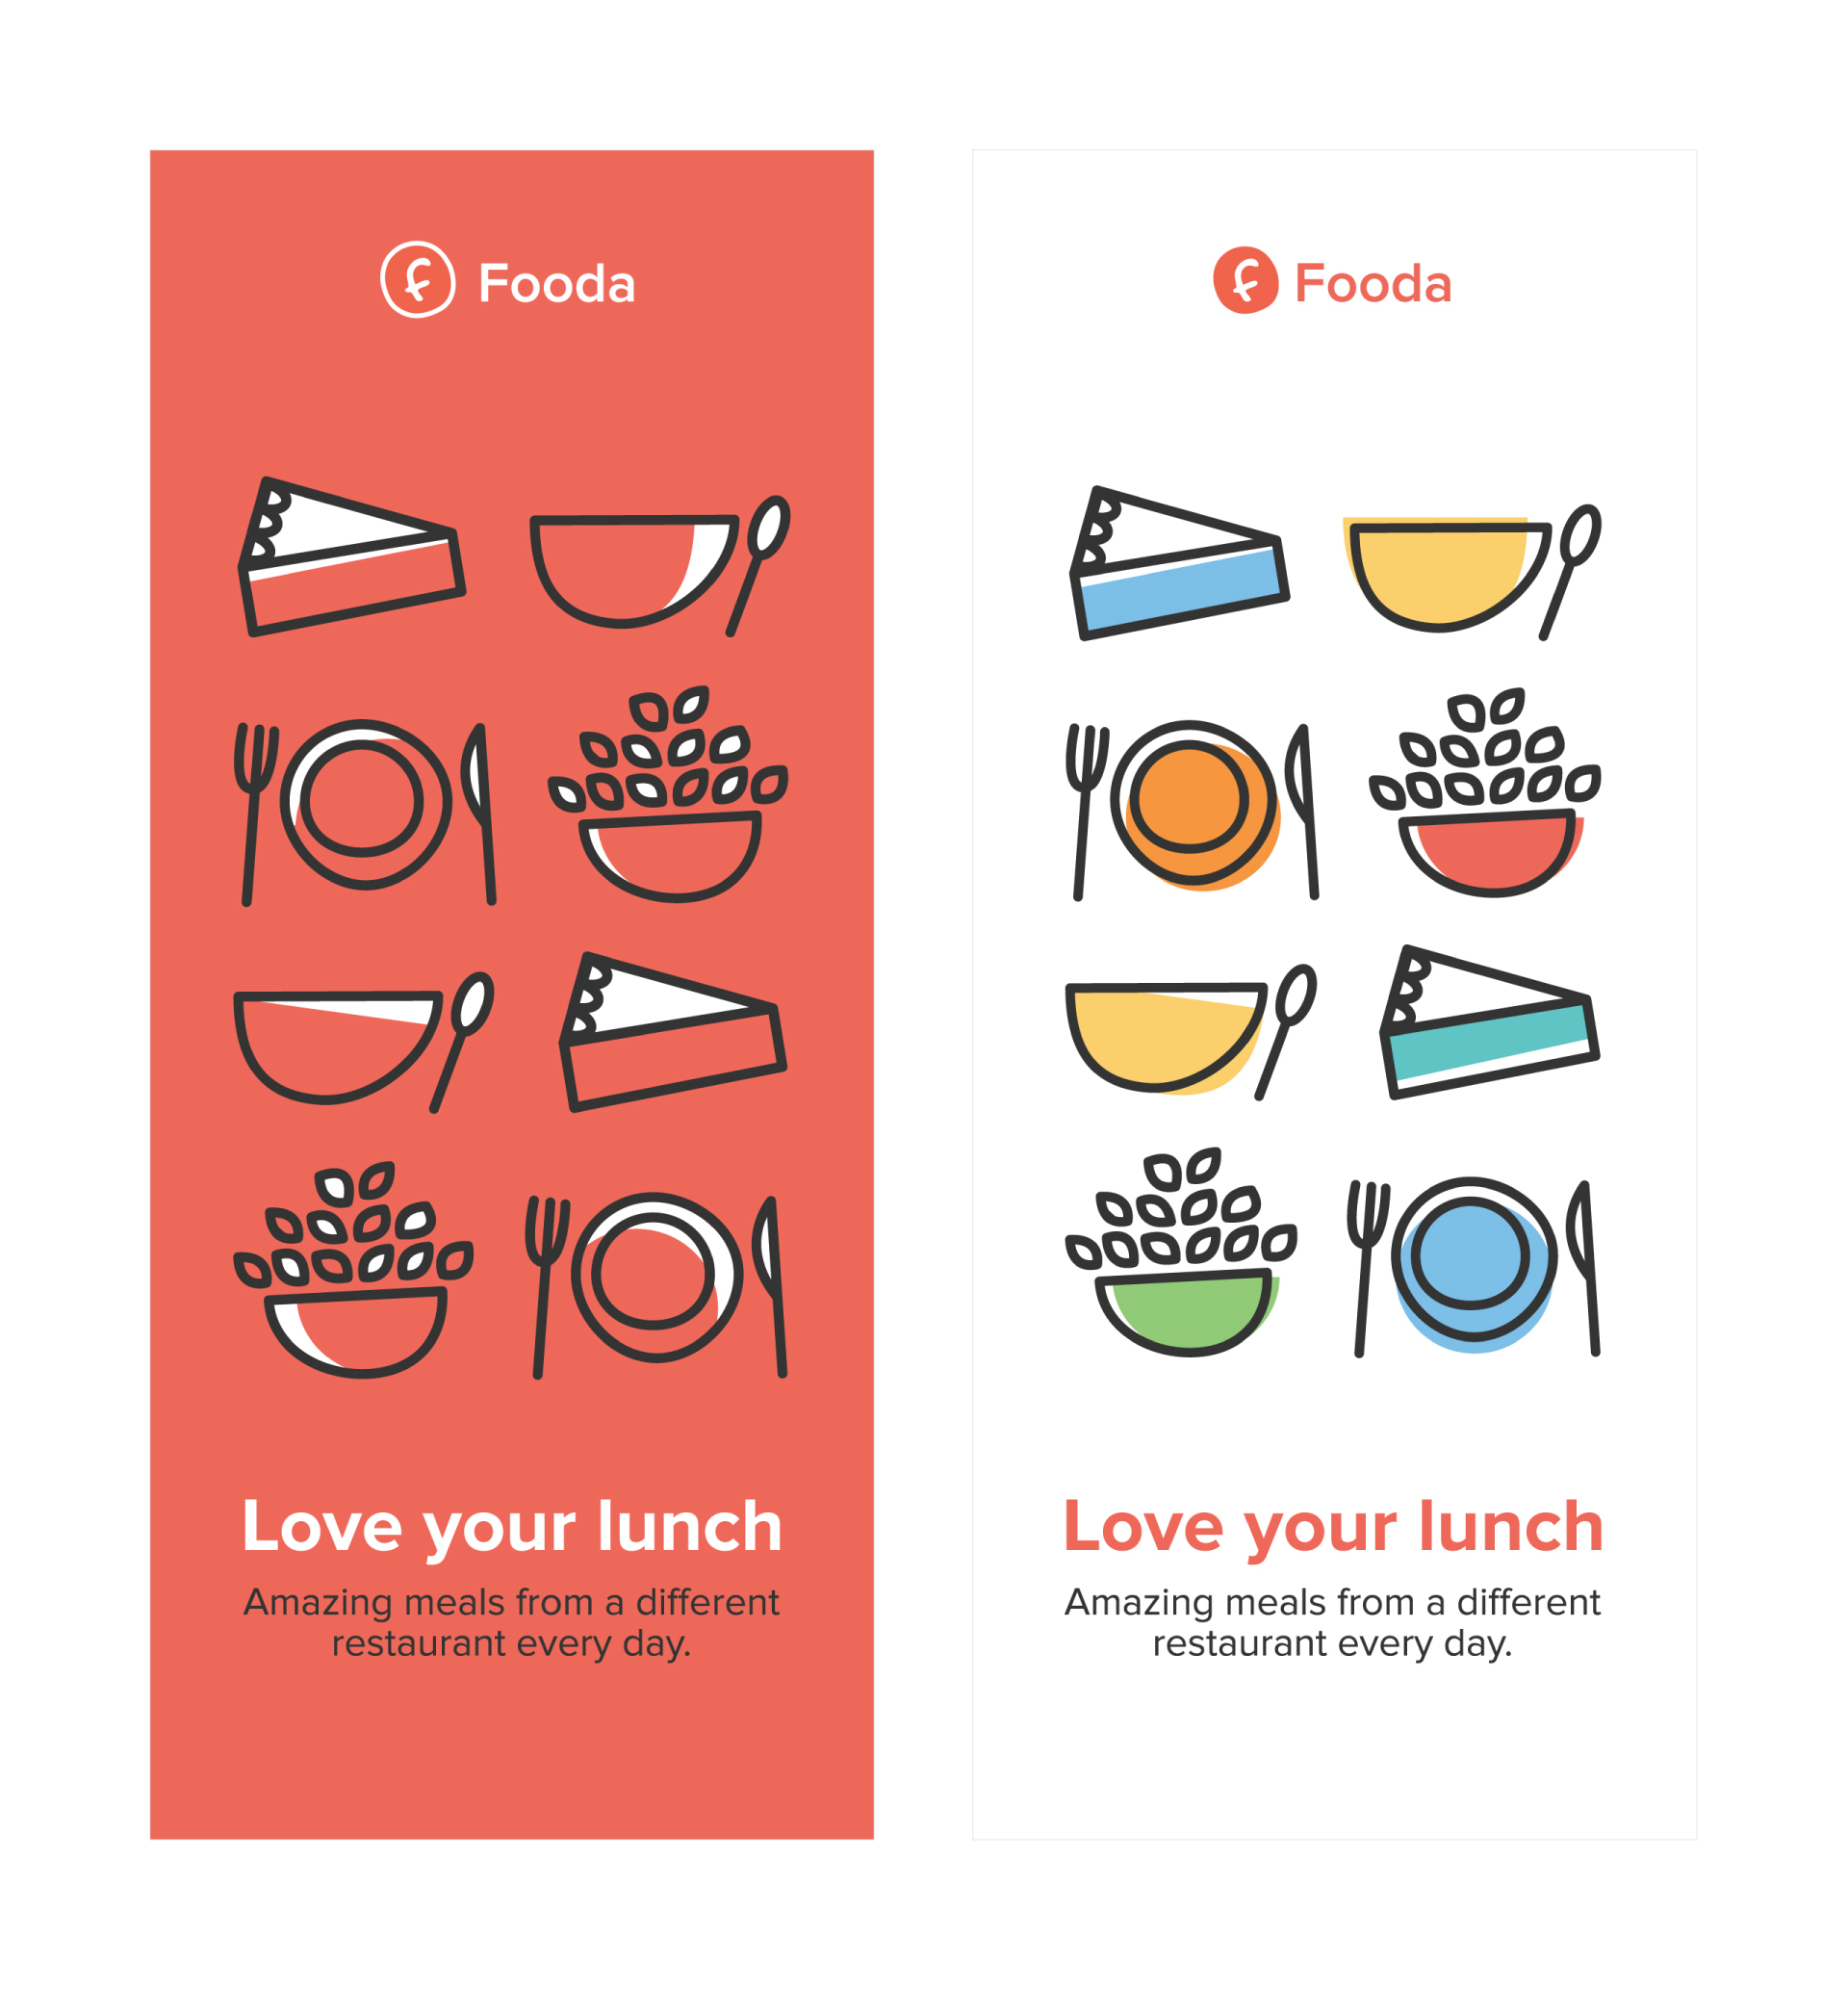 Fooda
Love your lunch
Amazing meals from a different
restaurant every day.
Fooda
Love your lunch
Amazing meals from a different
restaurant every day.